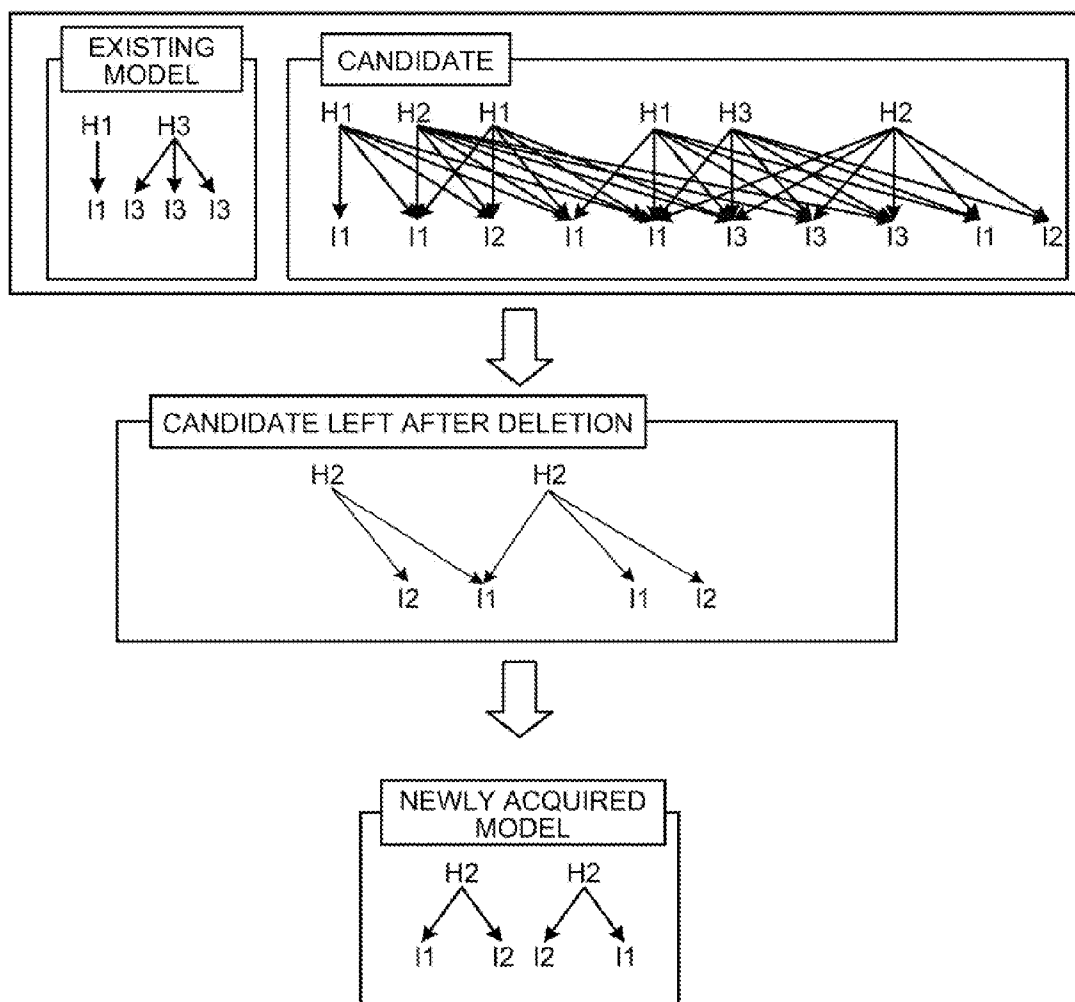 EXISTING
MODEL
H1 H3
I1 I3 I3 I3
CANDIDATE
H1 H2 H1 H1 H3 H2
I1 I1 I2 I1 I1 I3 I3 I3 I1 I2
CANDIDATE LEFT AFTER DELETION
H2 H2
I2 I1 I1 I2
NEWLY ACQUIRED
MODEL
H2 H2
I1 I2 I2 I1